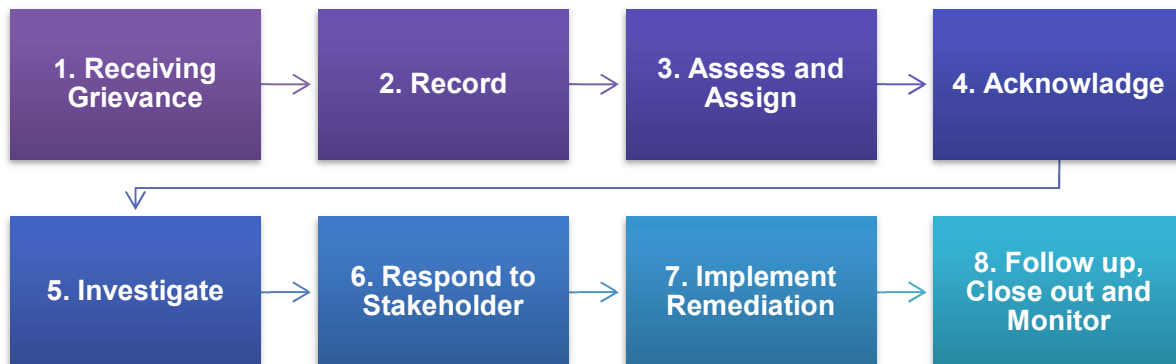 1. Receiving
Grievance
2. Record
3. Assess and
Assign
4. Acknowladge
5. Investigate
6. Respond to
Stakeholder
7. Implement
Remediation
8. Follow up,
Close out and
Monitor